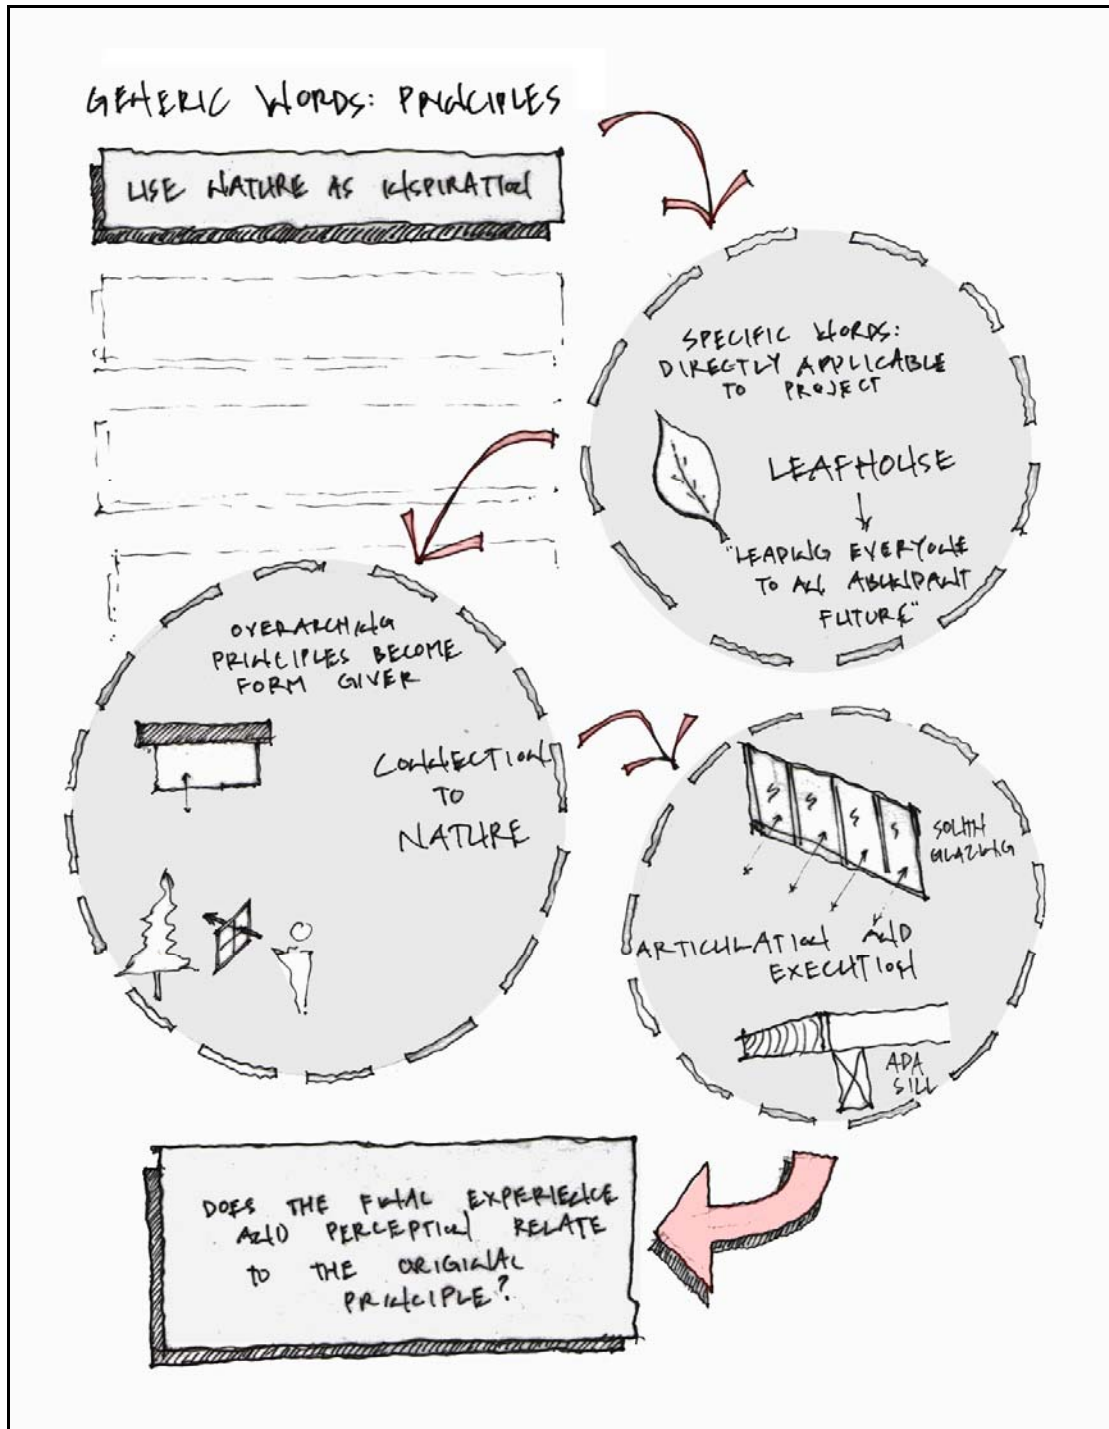 GENERIC WORDS: PRINCIPLES
USE NATURE AS INSPIRATION
SPECIFIC WORDS:
DIRECTLY APPLICABLE
TO PROJECT
LEAFHOUSE
"LEADING EVERYONE
TO AN ABUNDANT
FUTURE"
OVERARCHING
PRINCIPLES BECOME
FORM GIVER
CONNECTION
TO
NATURE
S S S S
SOUTH
GLAZING
ARTICULATION AND
EXECUTION
ADA
SILL
DOES THE FINAL EXPERIENCE
AND PERCEPTION RELATE
TO THE ORIGINAL
PRINCIPLE?